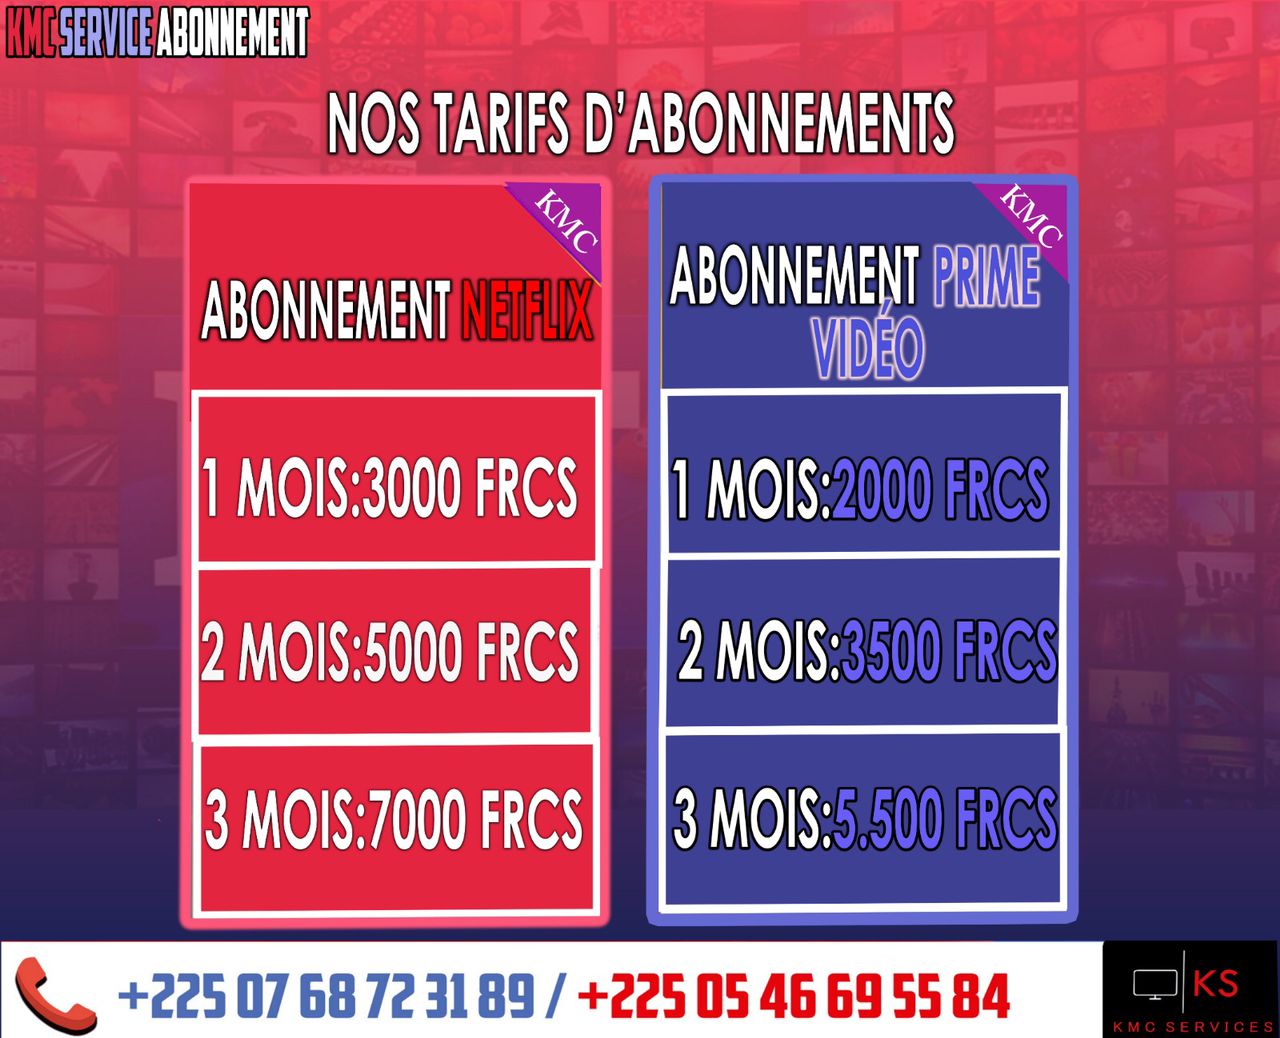 KMC SERVICE ABONNEMENT
NOS TARIFS D'ABONNEMENTS
KMC
ABONNEMENT NETFLIX
1 MOIS:3000 FRCS
2 MOIS:5000 FRCS
3 MOIS:7000 FRCS
KMC
ABONNEMENT PRIME
VIDÉO
1 MOIS:2000 FRCS
2 MOIS:3500 FRCS
3 MOIS:5.500 FRCS
+225 07 68 72 31 89 / +225 05 46 69 55 84
KS
KMC SERVICES